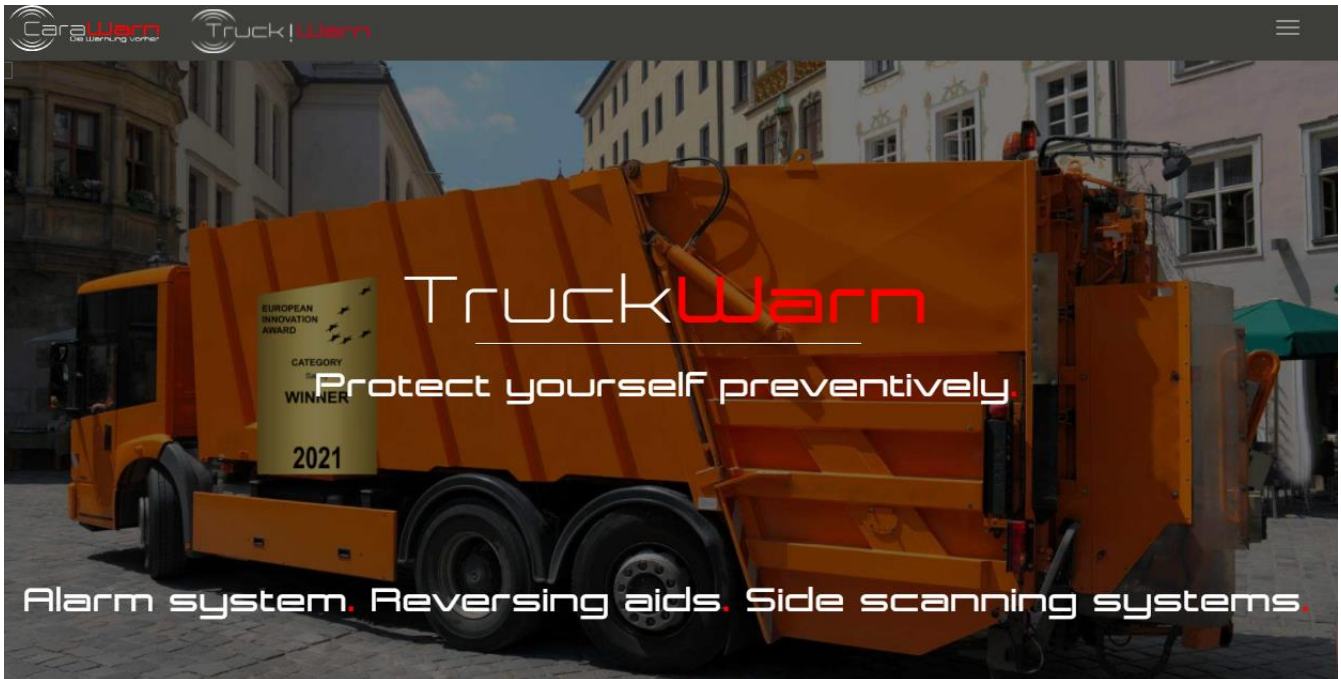 CaraWarn
Die Warnung vorher
Truck!Warn
TruckWarn
EUROPEAN
INNOVATION
AWARD
CATEGORY
WINNER
2021
Protect yourself preventively.
Alarm system. Reversing aids. Side scanning systems.